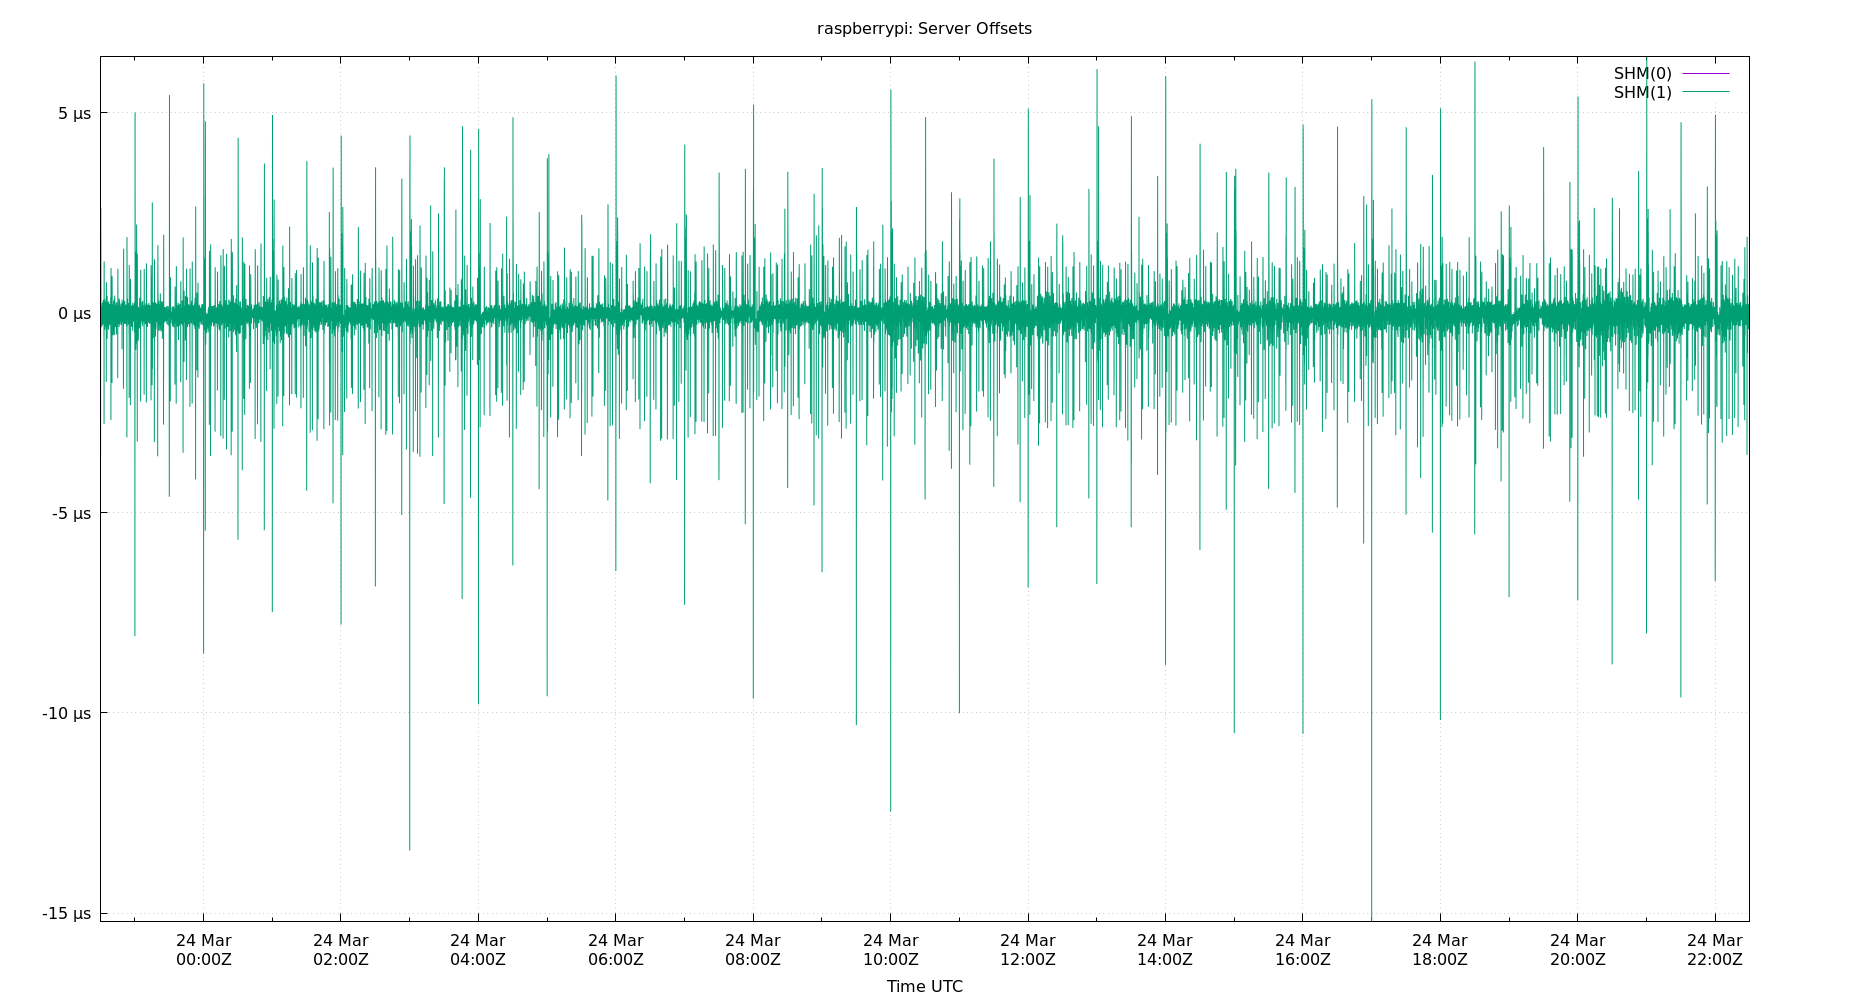 raspberrypi: Server Offsets
SHM(0)
SHM(1)
5 µs
0 µs
-5 µs
-10 µs
-15 µs
24 Mar 24 Mar 24 Mar 24 Mar 24 Mar 24 Mar 24 Mar 24 Mar 24 Mar 24 Mar 24 Mar 24 Mar
00:00Z 02:00Z 04:00Z 06:00Z 08:00Z 10:00Z 12:00Z 14:00Z 16:00Z 18:00Z 20:00Z 22:00Z
Time UTC